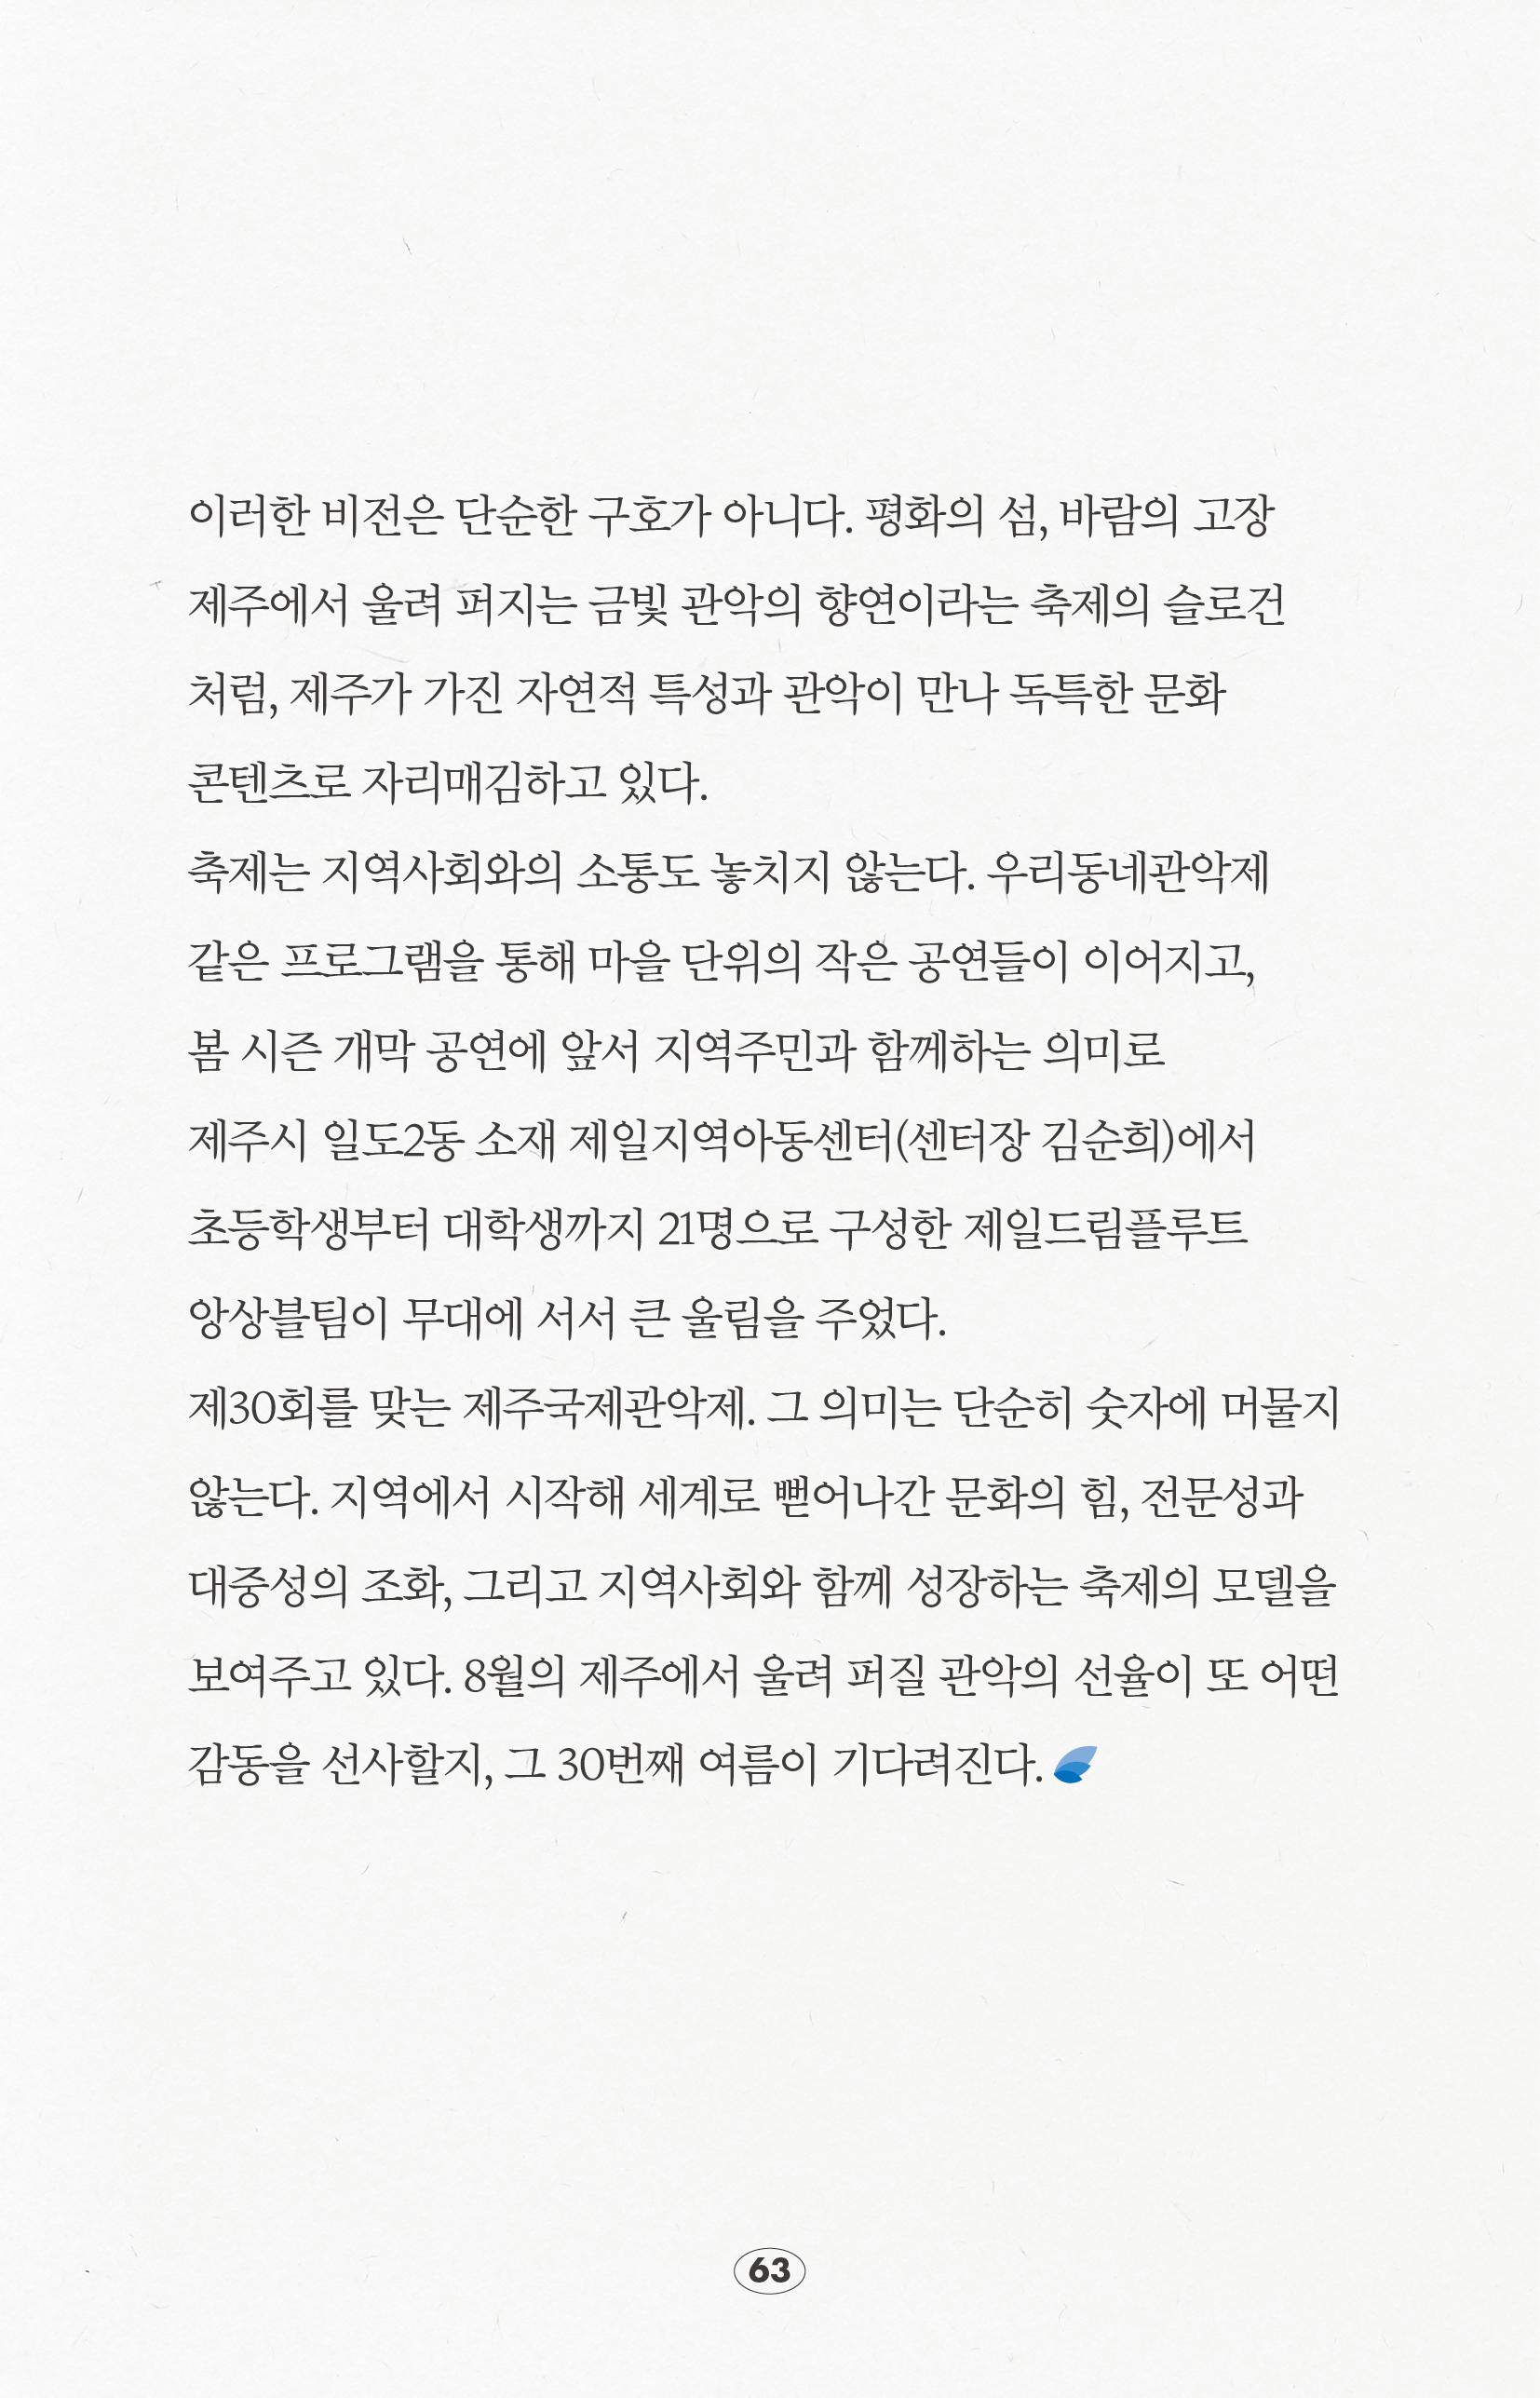 이러한 비전은 단순한 구호가 아니다. 평화의 섬, 바람의 고장
제주에서 울려 퍼지는 금빛 관악의 향연이라는 축제의 슬로건
처럼, 제주가 가진 자연적 특성과 관악이 만나 독특한 문화
콘텐츠로 자리매김하고 있다.
축제는 지역사회와의 소통도 놓치지 않는다. 우리동네관악제
같은 프로그램을 통해 마을 단위의 작은 공연들이 이어지고,
봄 시즌 개막 공연에 앞서 지역주민과 함께하는 의미로
제주시 일도2동 소재 제일지역아동센터(센터장 김순희)에서
초등학생부터 대학생까지 21명으로 구성한 제일드림플루트
앙상블팀이 무대에 서서 큰 울림을 주었다.
제30회를 맞는 제주국제관악제. 그 의미는 단순히 숫자에 머물지
않는다. 지역에서 시작해 세계로 뻗어나간 문화의 힘, 전문성과
대중성의 조화, 그리고 지역사회와 함께 성장하는 축제의 모델을
보여주고 있다. 8월의 제주에서 울려 퍼질 관악의 선율이 또 어떤
감동을 선사할지, 그 30번째 여름이 기다려진다.
63